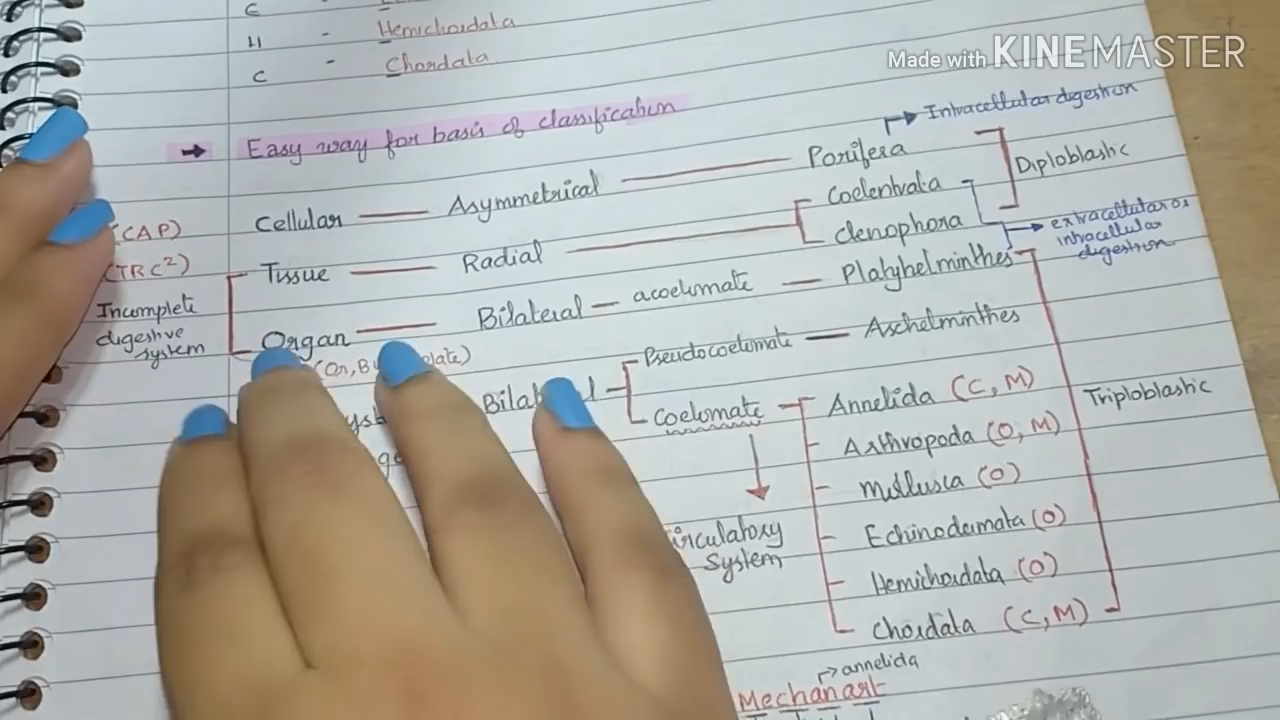 Made with KINEMASTER
H - Hemichordata
C - Chordata
→ Easy way for basis of classification
Intracellular digestion
(CAP) Cellular — Asymmetrical — Porifera
Diploblastic
(TRC²) Tissue — Radial — Coelentrata
Ctenophora
extracellular or intracellular digestion
Incomplete digestive system
Organ — Bilateral — acoelomate — Platyhelminthes
Pseudocoelomate — Aschelminthes
Coelomate
Annelida (C, M)
Arthropoda (O, M)
Mollusca (O)
Echinodermata (O)
Hemichordata (O)
Chordata (C, M)
Triploblastic
System
annelida
Mechanart